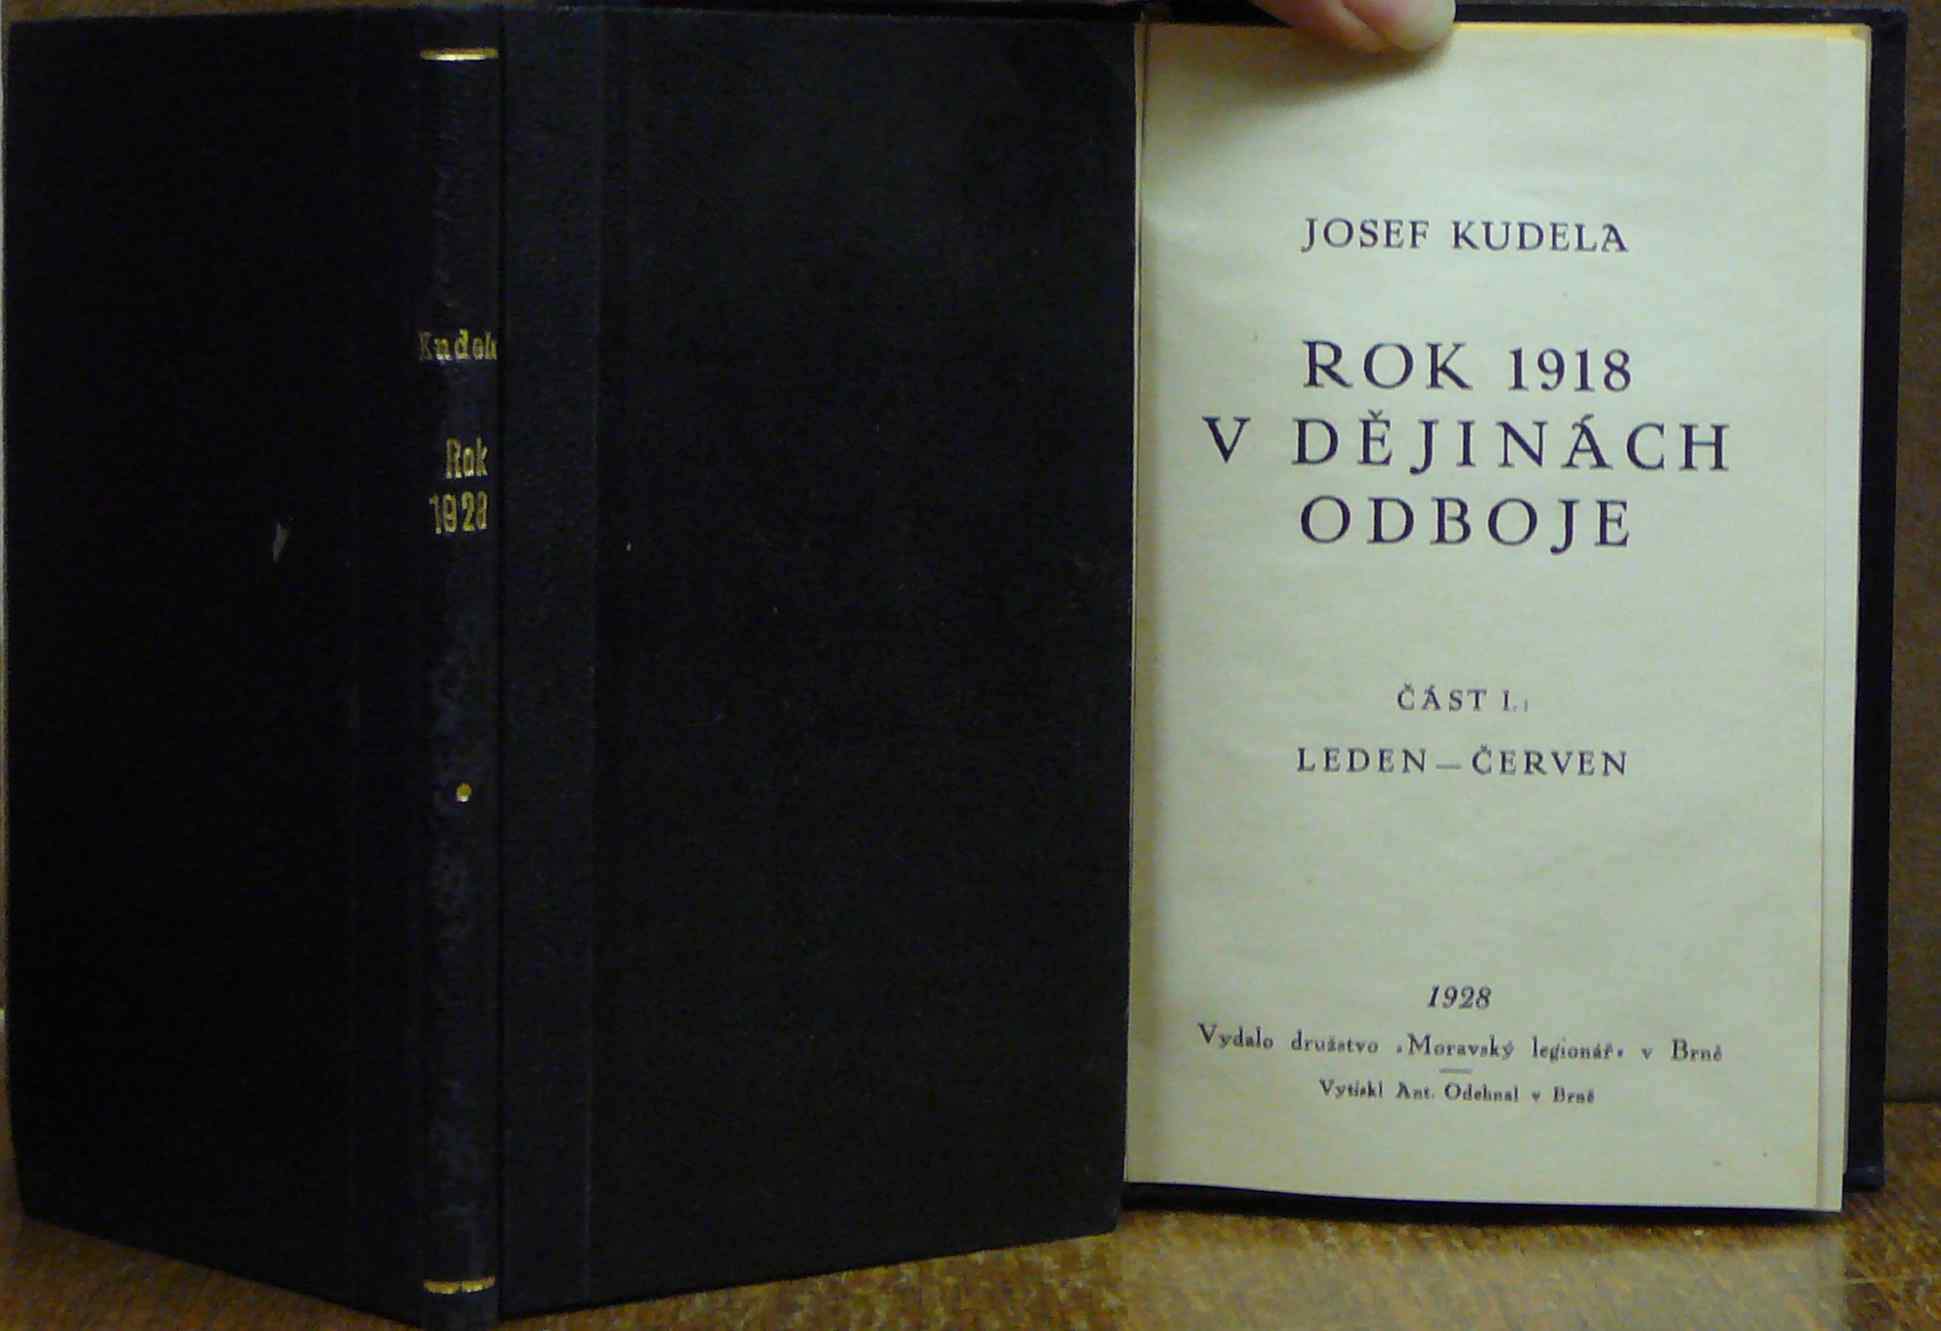 Rok
1928
JOSEF KUDELA
ROK 1918
V DĚJINÁCH
ODBOJE
ČÁST I.
LEDEN — ČERVEN
1928
Vydalo družstvo »Moravský legionář« v Brně
Vytiskl Ant. Odehnal v Brně